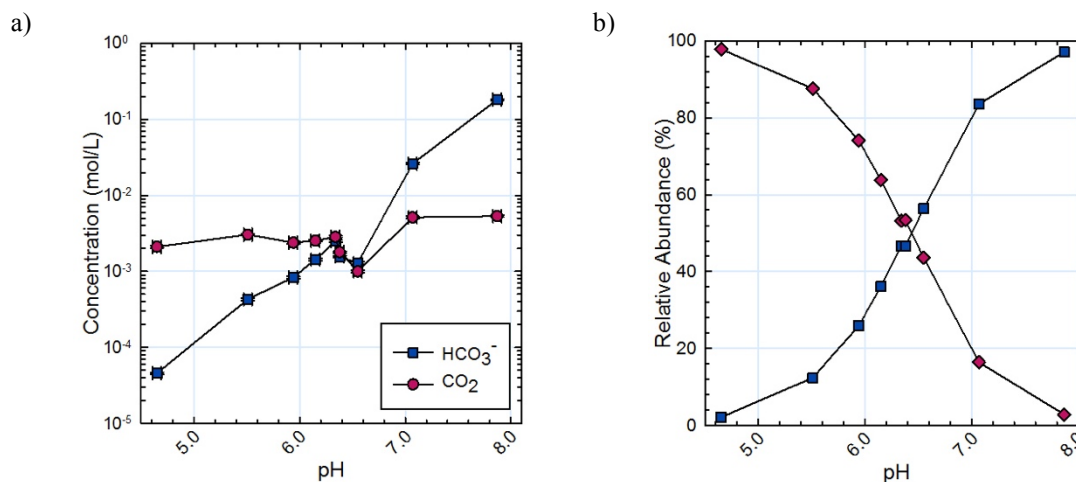 a)
10⁰
10⁻¹
10⁻²
10⁻³
10⁻⁴
10⁻⁵
Concentration (mol/L)
HCO₃⁻
CO₂
5.0
6.0
7.0
8.0
pH
b)
100
80
60
40
20
0
Relative Abundance (%)
5.0
6.0
7.0
8.0
pH